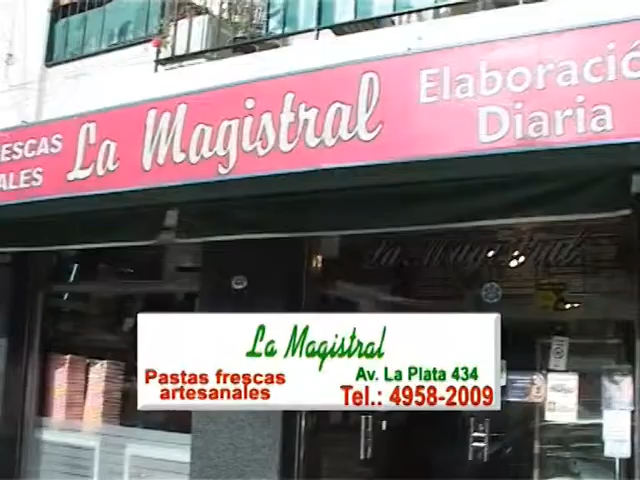 ESCAS
ALES
La Magistral
Elaboració
Diaria
La Magistral
La Magistral
Pastas frescas
artesanales
Av. La Plata 434
Tel.: 4958-2009